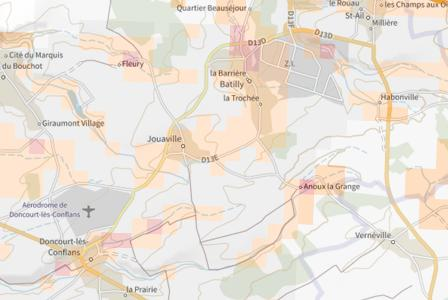 Quartier Beauséjour
le Rouau
les Champs aux O
St-Ail
Millière
D13
D13D
D13D
Cité du Marquis
du Bouchot
Fleury
Z.I.
la Barrière
Batilly
la Trochée
Habonville
Giraumont Village
Jouaville
D13E
Anoux la Grange
Aérodrome de
Doncourt-lès-Conflans
Vernéville
Doncourt-lès-
Conflans
la Prairie